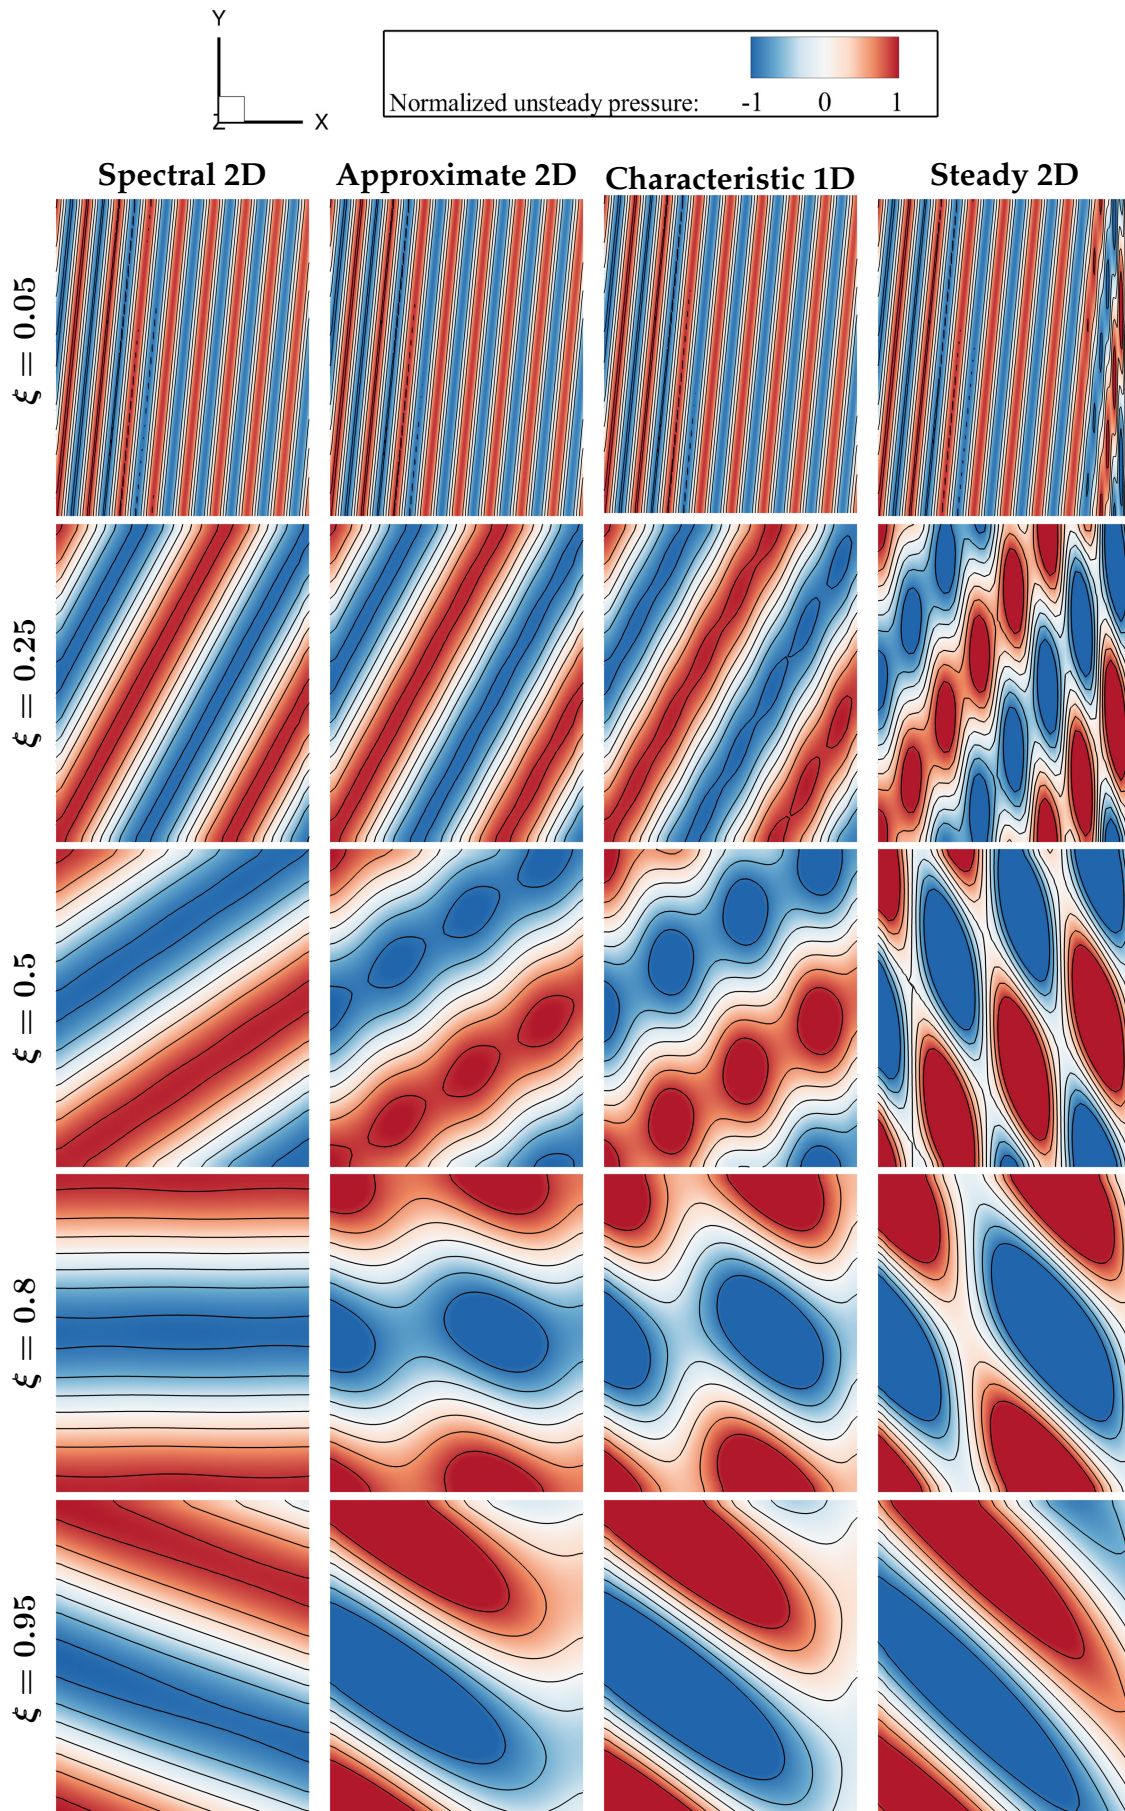 Y
Z
X
Normalized unsteady pressure: -1 0 1
Spectral 2D Approximate 2D Characteristic 1D Steady 2D
ξ = 0.05
ξ = 0.25
ξ = 0.5
ξ = 0.8
ξ = 0.95